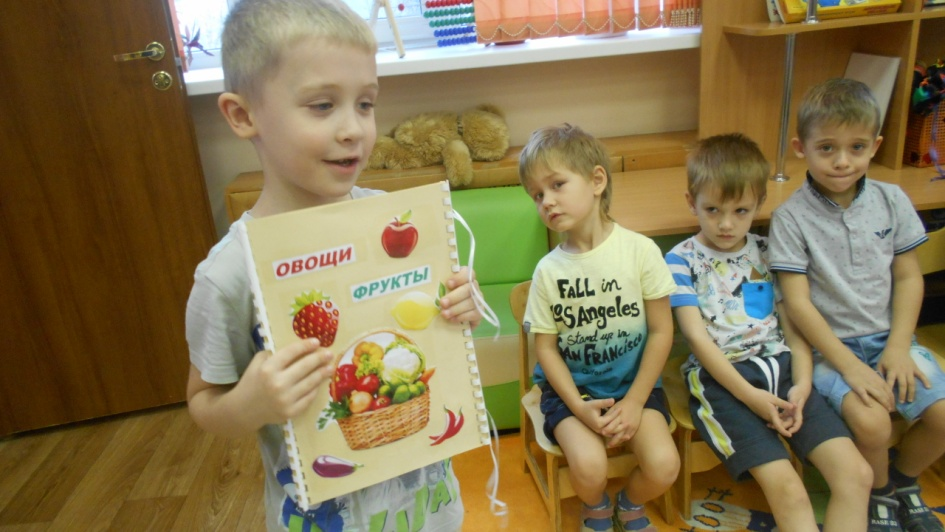 ОВОЩИ
ФРУКТЫ
FALL in
LOS ANGELES
Stand up in
SAN FRANCISCO